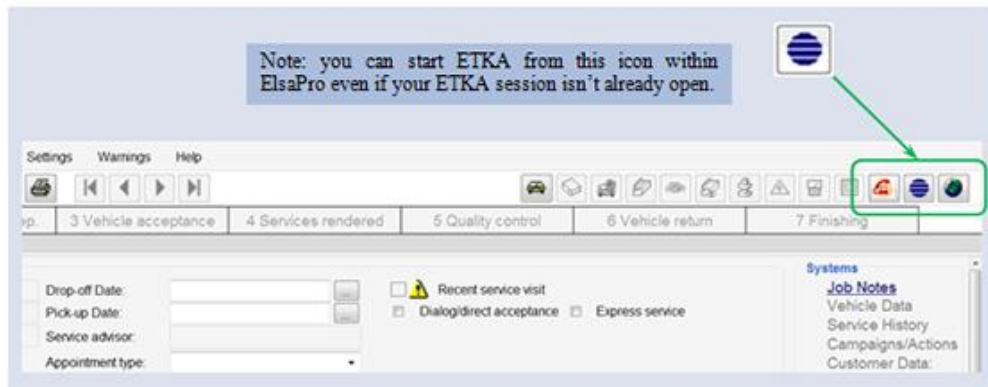 Note: you can start ETKA from this icon within
ElsaPro even if your ETKA session isn't already open.
Settings Warnings Help
ep. 3 Vehicle acceptance 4 Services rendered 5 Quality control 6 Vehicle return 7 Finishing
Systems
Drop-off Date: ... Recent service visit Job Notes
Pick-up Date: ... Dialog/direct acceptance Express service Vehicle Data
Service advisor: Service History
Campaigns/Actions
Appointment type: Customer Data: